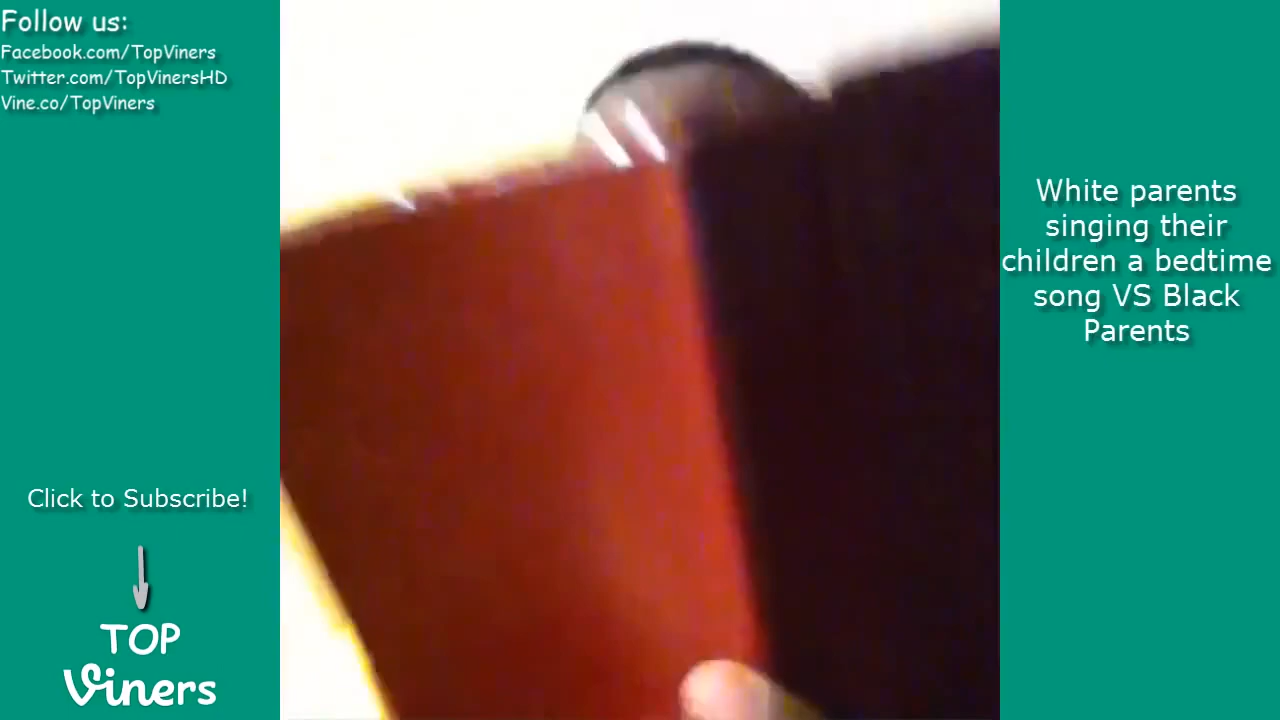 Follow us:
Facebook.com/TopViners
Twitter.com/TopVinersHD
Vine.co/TopViners
White parents
singing their
children a bedtime
song VS Black
Parents
Click to Subscribe!
TOP
Viners